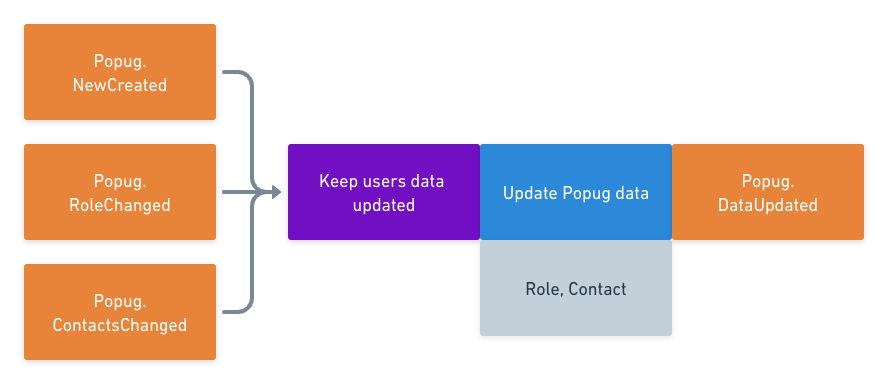 Popug.
NewCreated
Popug.
RoleChanged
Popug.
ContactsChanged
Keep users data
updated
Update Popug data
Popug.
DataUpdated
Role, Contact